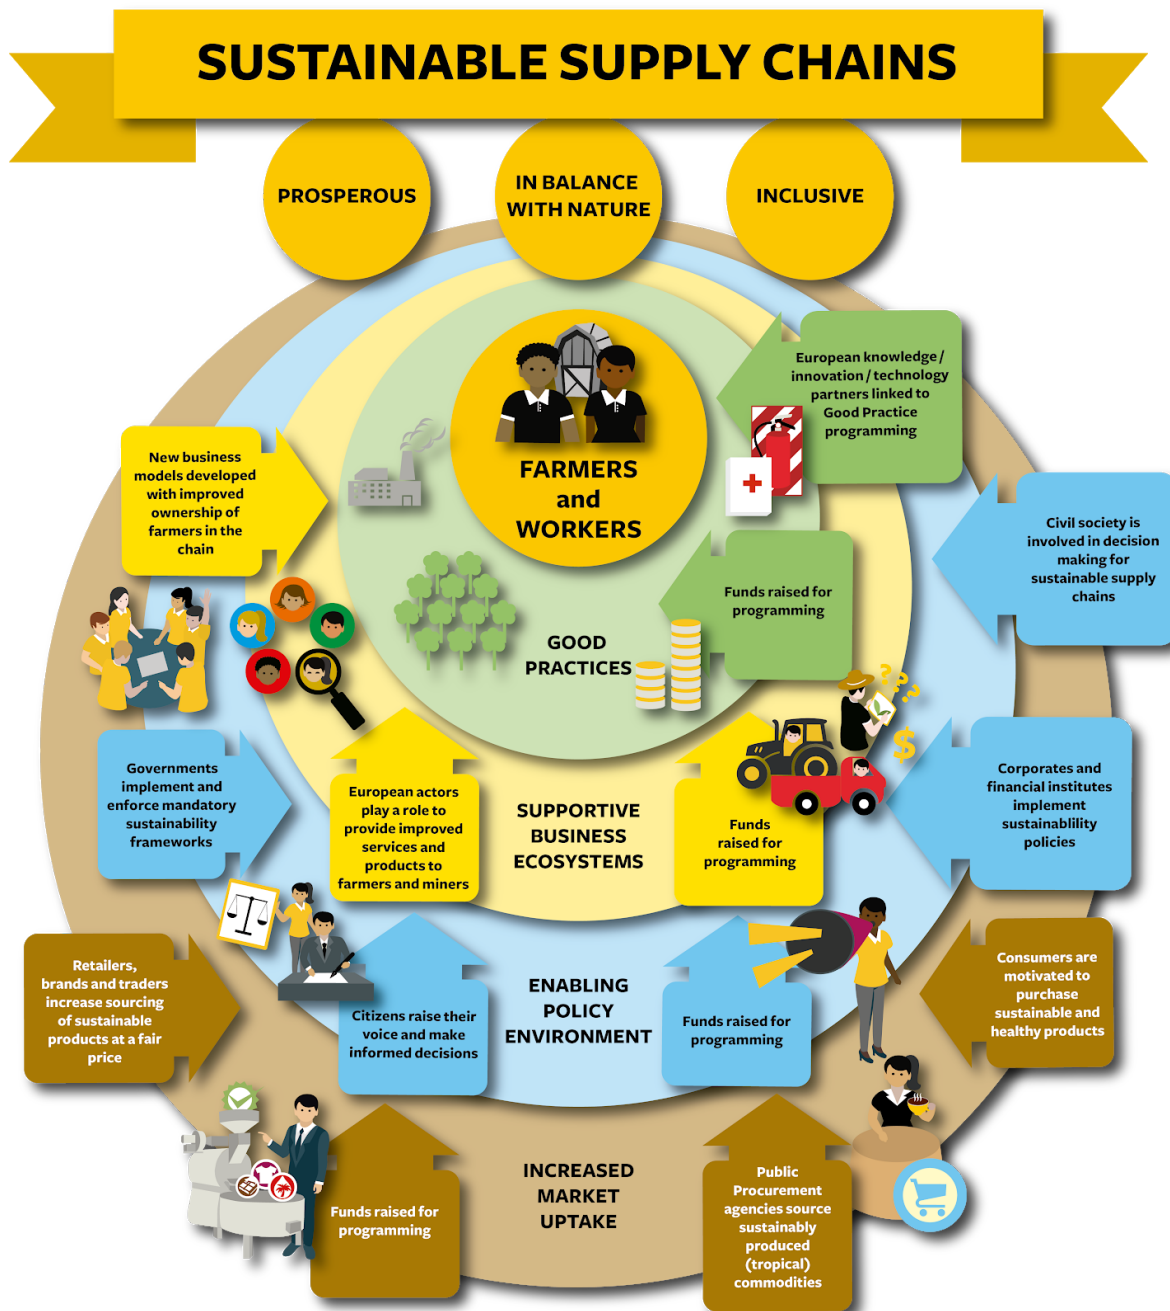 SUSTAINABLE SUPPLY CHAINS
PROSPEROUS
IN BALANCE
WITH NATURE
INCLUSIVE
FARMERS
and
WORKERS
European knowledge /
innovation / technology
partners linked to
Good Practice
programming
New business
models developed
with improved
ownership of
farmers in the
chain
Civil society is
involved in decision
making for
sustainable supply
chains
Funds raised for
programming
GOOD
PRACTICES
???
?
$
Governments
implement and
enforce mandatory
sustainability
frameworks
European actors
play a role to
provide improved
services and
products to
farmers and miners
SUPPORTIVE
BUSINESS
ECOSYSTEMS
Funds
raised for
programming
Corporates and
financial institutes
implement
sustainablility
policies
Retailers,
brands and traders
increase sourcing
of sustainable
products at a fair
price
Citizens raise their
voice and make
informed decisions
ENABLING
POLICY
ENVIRONMENT
Funds raised for
programming
Consumers are
motivated to
purchase
sustainable and
healthy products
Funds raised for
programming
INCREASED
MARKET
UPTAKE
Public
Procurement
agencies source
sustainably
produced
(tropical)
commodities